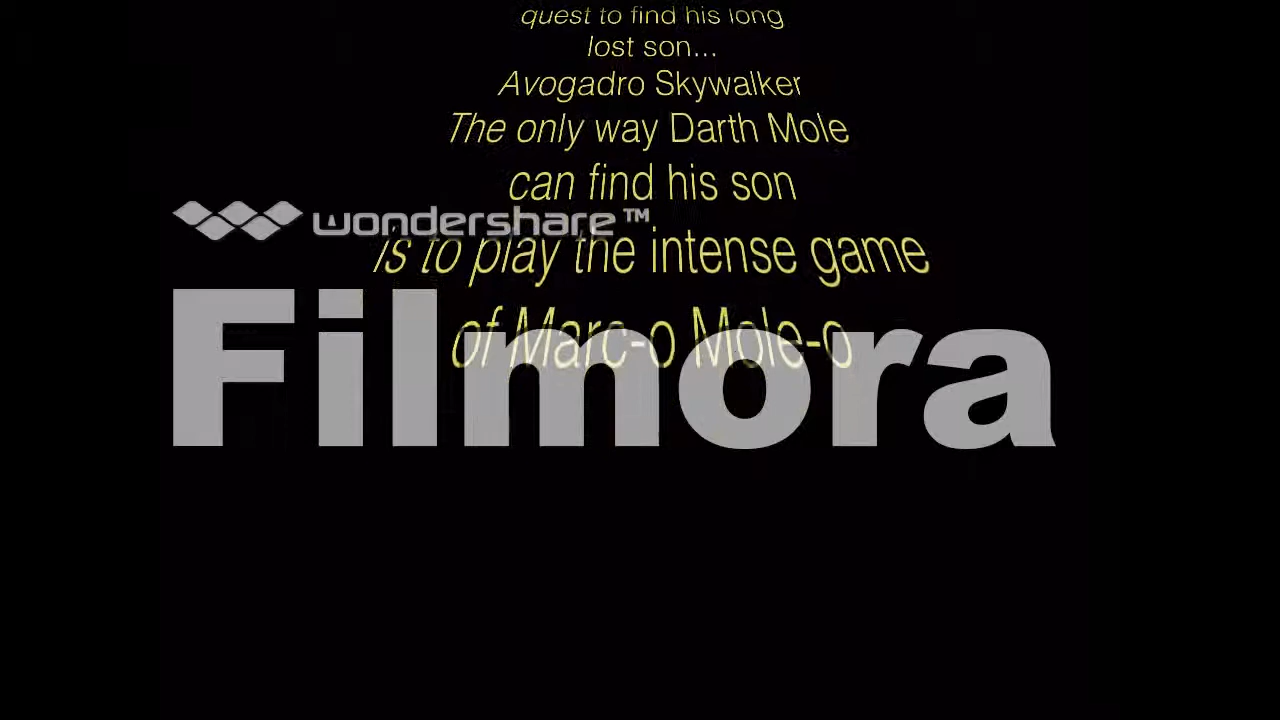 quest to find his long
lost son...
Avogadro Skywalker
The only way Darth Mole
can find his son
wondershare™
is to play the intense game
of Marc-o Mole-o
Filmora